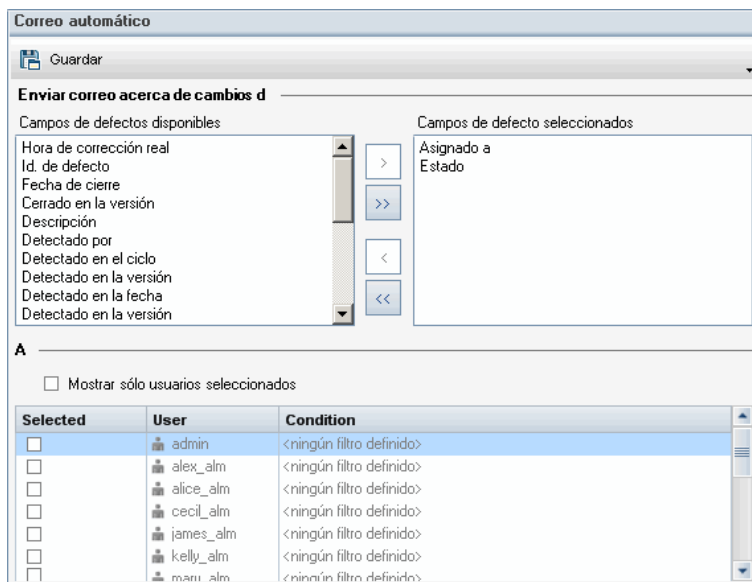 Correo automático
Guardar
Enviar correo acerca de cambios d
Campos de defectos disponibles
Hora de corrección real
Id. de defecto
Fecha de cierre
Cerrado en la versión
Descripción
Detectado por
Detectado en el ciclo
Detectado en la versión
Detectado en la fecha
Detectado en la versión
>
>>
<
<<
Campos de defecto seleccionados
Asignado a
Estado
A
Mostrar sólo usuarios seleccionados
Selected User Condition
admin <ningún filtro definido>
alex_alm <ningún filtro definido>
alice_alm <ningún filtro definido>
cecil_alm <ningún filtro definido>
james_alm <ningún filtro definido>
kelly_alm <ningún filtro definido>
mary_alm <ningún filtro definido>